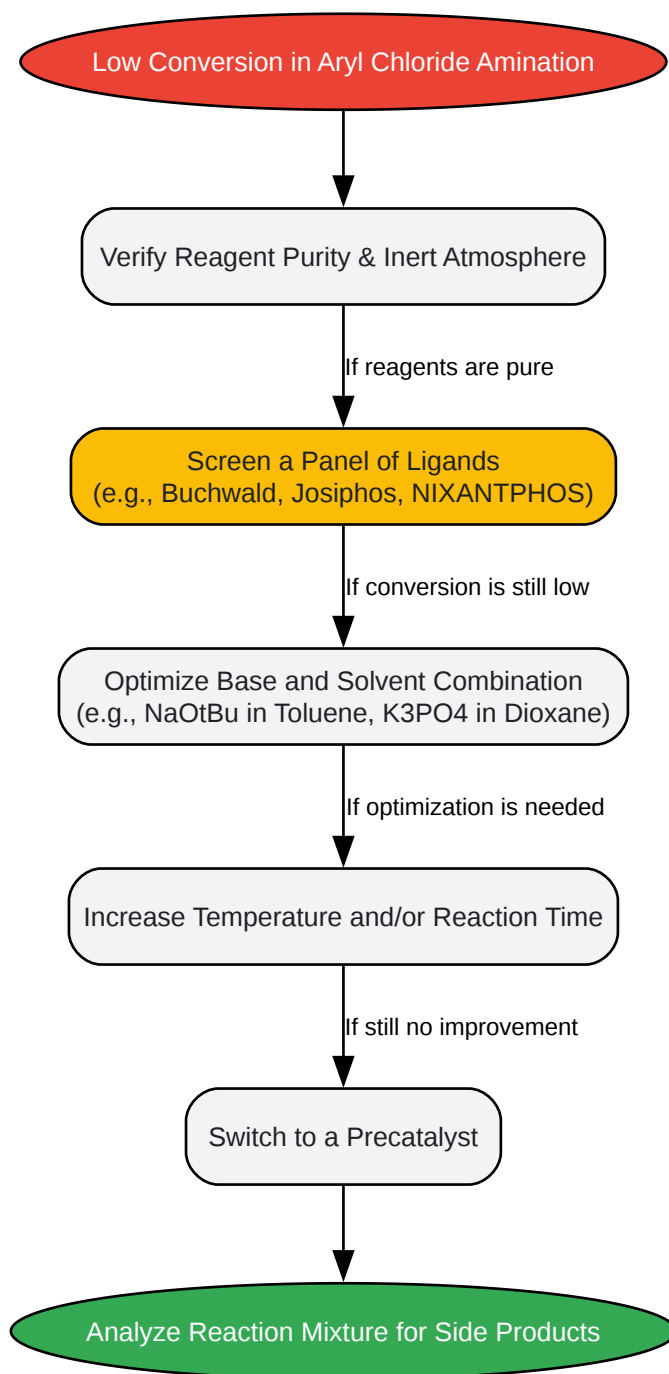 Low Conversion in Aryl Chloride Amination
Verify Reagent Purity & Inert Atmosphere
If reagents are pure
Screen a Panel of Ligands
(e.g., Buchwald, Josiphos, NIXANTPHOS)
If conversion is still low
Optimize Base and Solvent Combination
(e.g., NaOtBu in Toluene, K3PO4 in Dioxane)
If optimization is needed
Increase Temperature and/or Reaction Time
If still no improvement
Switch to a Precatalyst
Analyze Reaction Mixture for Side Products